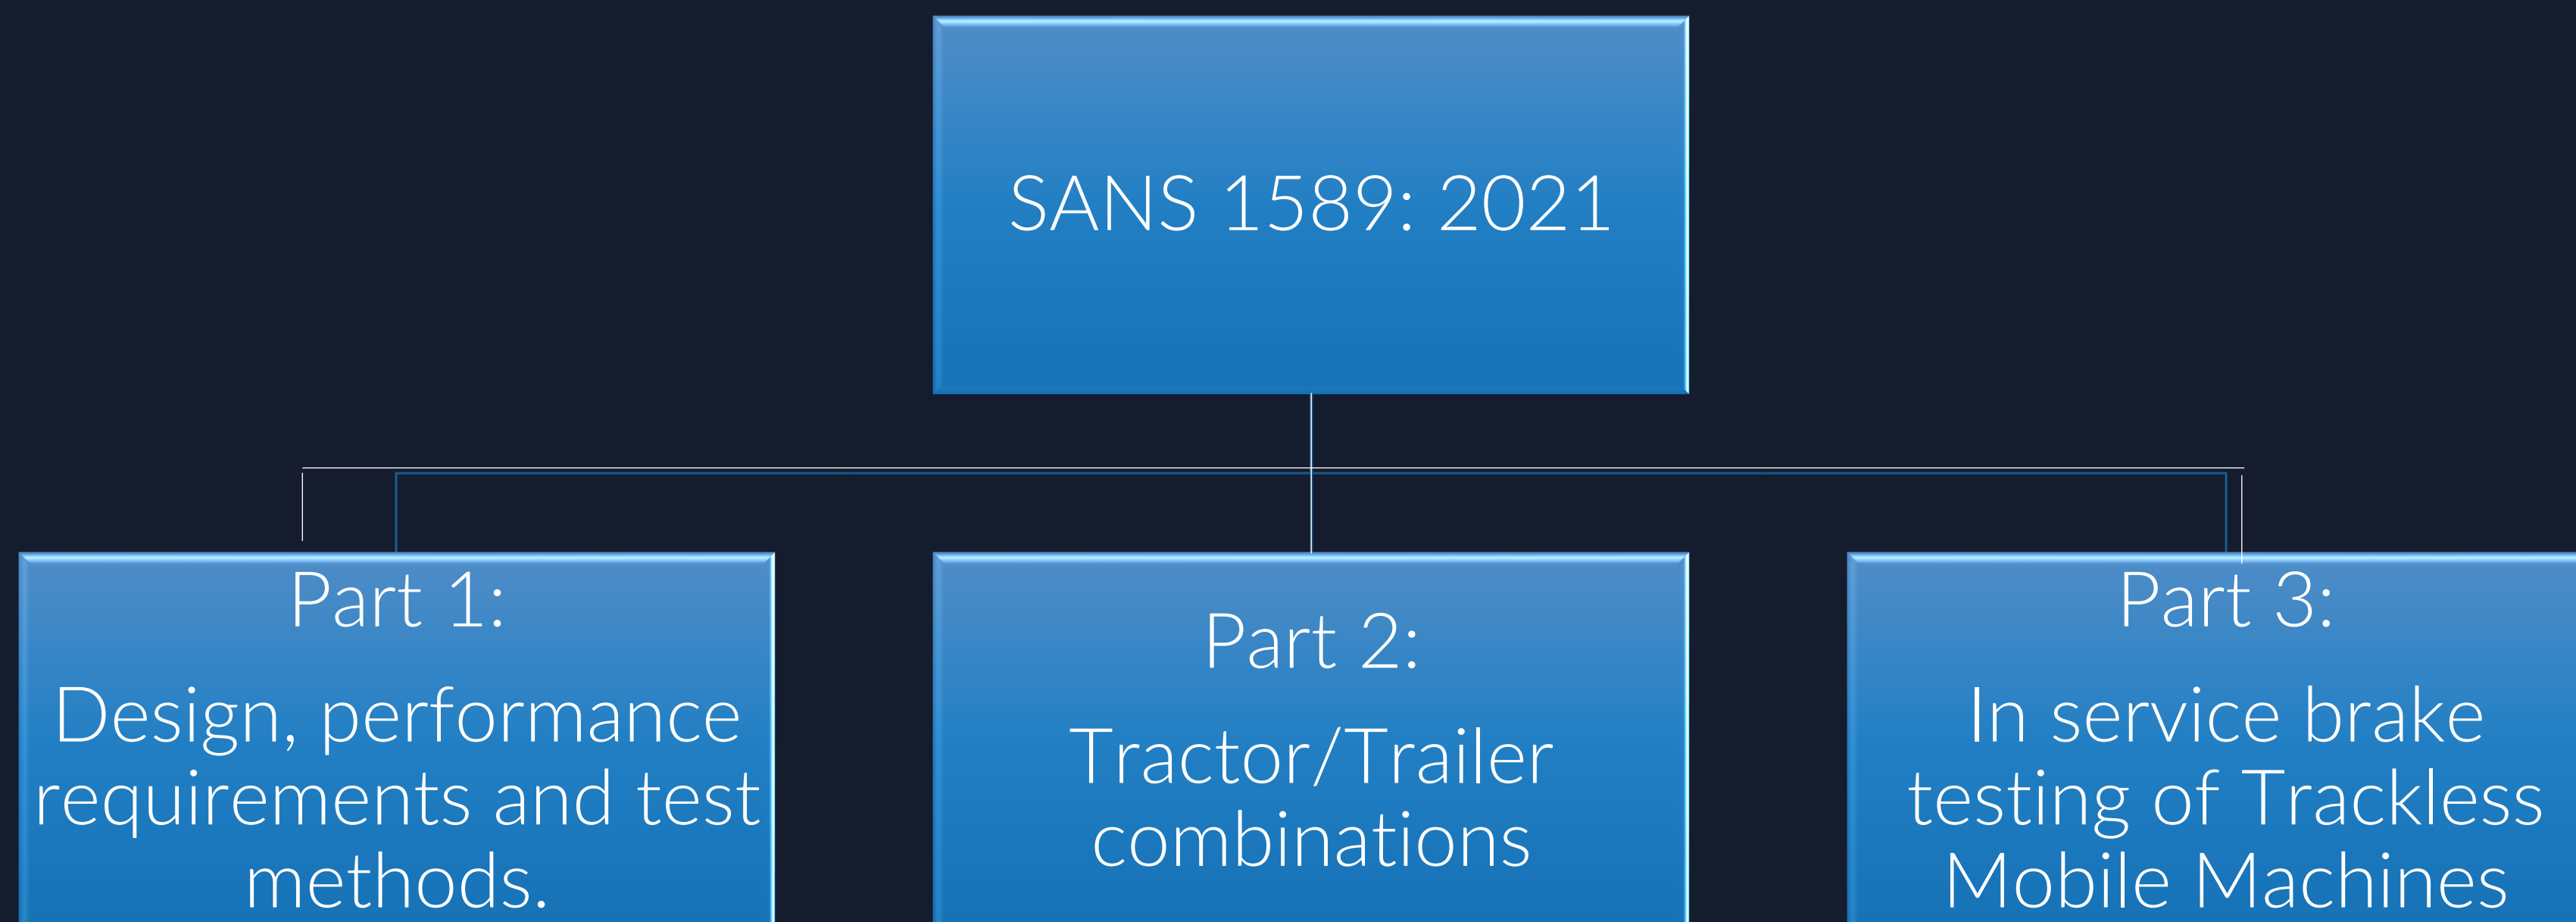 SANS 1589: 2021
Part 1:
Design, performance
requirements and test
methods.
Part 2:
Tractor/Trailer
combinations
Part 3:
In service brake
testing of Trackless
Mobile Machines